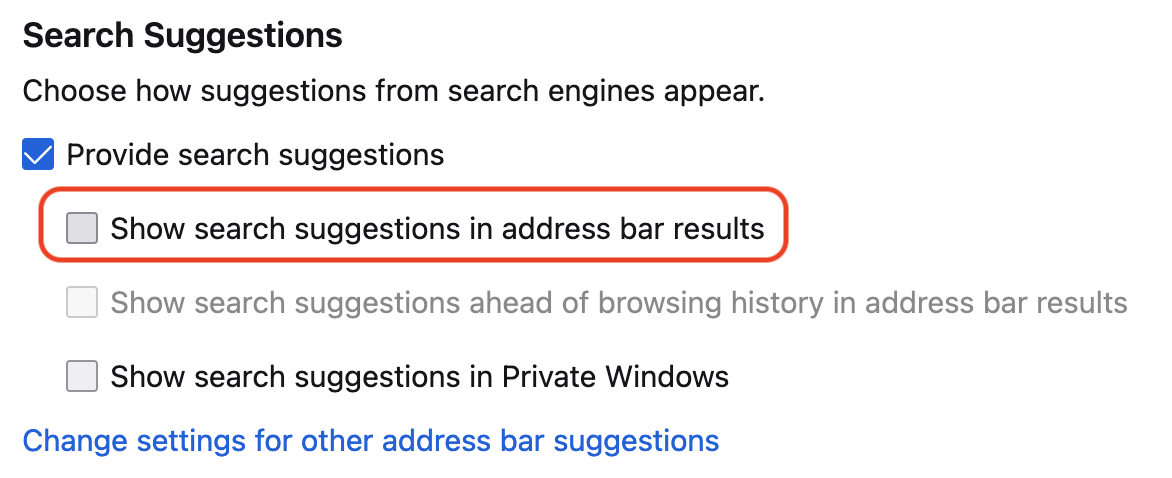 Search Suggestions
Choose how suggestions from search engines appear.
Provide search suggestions
Show search suggestions in address bar results
Show search suggestions ahead of browsing history in address bar results
Show search suggestions in Private Windows
Change settings for other address bar suggestions